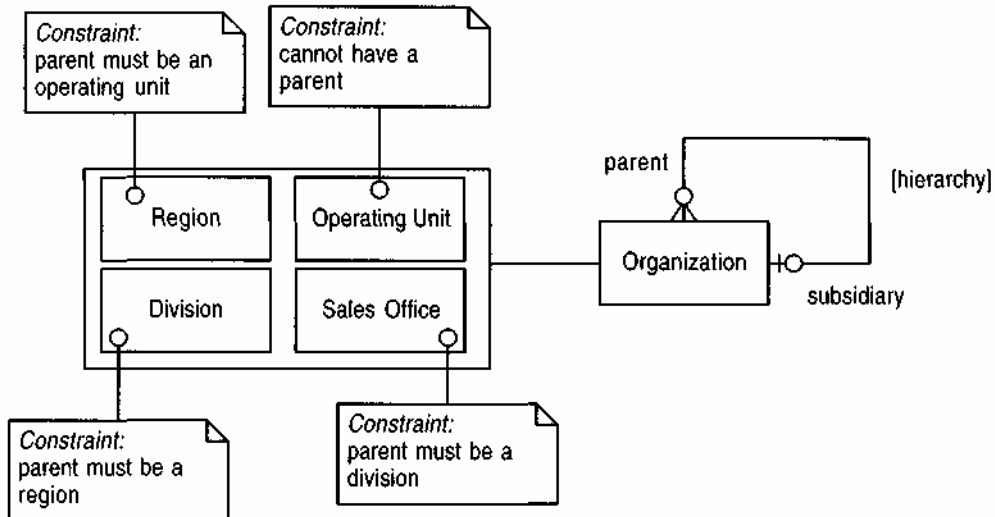 Constraint:
parent must be an
operating unit
Constraint:
cannot have a
parent
parent
[hierarchy]
Region
Operating Unit
Organization
Division
Sales Office
subsidiary
Constraint:
parent must be a
region
Constraint:
parent must be a
division